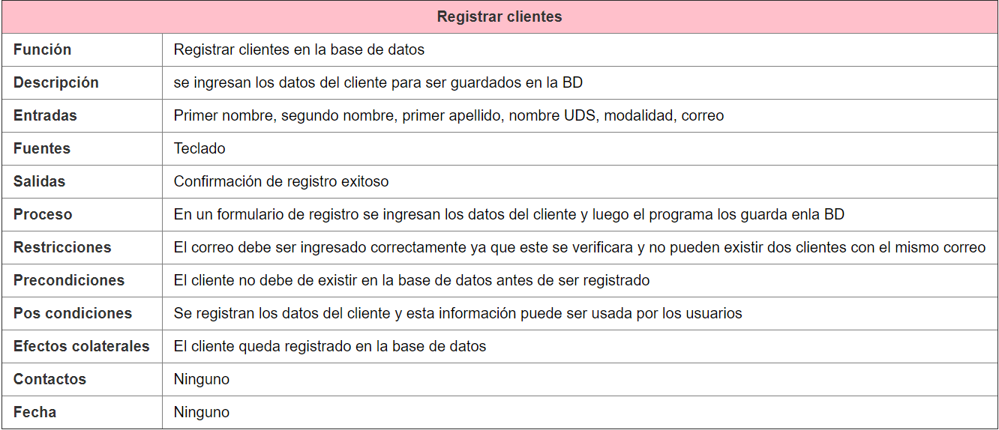 Registrar clientes
Función Registrar clientes en la base de datos
Descripción se ingresan los datos del cliente para ser guardados en la BD
Entradas Primer nombre, segundo nombre, primer apellido, nombre UDS, modalidad, correo
Fuentes Teclado
Salidas Confirmación de registro exitoso
Proceso En un formulario de registro se ingresan los datos del cliente y luego el programa los guarda enla BD
Restricciones El correo debe ser ingresado correctamente ya que este se verificara y no pueden existir dos clientes con el mismo correo
Precondiciones El cliente no debe de existir en la base de datos antes de ser registrado
Pos condiciones Se registran los datos del cliente y esta información puede ser usada por los usuarios
Efectos colaterales El cliente queda registrado en la base de datos
Contactos Ninguno
Fecha Ninguno